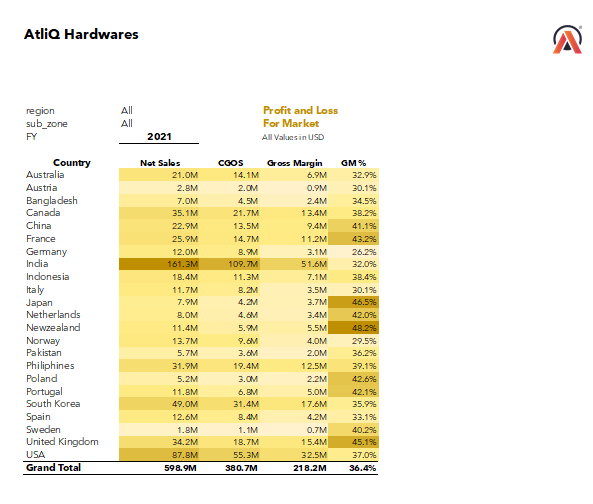 AtliQ Hardwares
region All Profit and Loss
sub_zone All For Market
FY 2021 All Values in USD
Country Net Sales CGOS Gross Margin GM %
Australia 21.0M 14.1M 6.9M 32.9%
Austria 2.8M 2.0M 0.9M 30.1%
Bangladesh 7.0M 4.5M 2.4M 34.5%
Canada 35.1M 21.7M 13.4M 38.2%
China 22.9M 13.5M 9.4M 41.1%
France 25.9M 14.7M 11.2M 43.2%
Germany 12.0M 8.9M 3.1M 26.2%
India 161.3M 109.7M 51.6M 32.0%
Indonesia 18.4M 11.3M 7.1M 38.4%
Italy 11.7M 8.2M 3.5M 30.1%
Japan 7.9M 4.2M 3.7M 46.5%
Netherlands 8.0M 4.6M 3.4M 42.0%
Newzealand 11.4M 5.9M 5.5M 48.2%
Norway 13.7M 9.6M 4.0M 29.5%
Pakistan 5.7M 3.6M 2.0M 36.2%
Philiphines 31.9M 19.4M 12.5M 39.1%
Poland 5.2M 3.0M 2.2M 42.6%
Portugal 11.8M 6.8M 5.0M 42.1%
South Korea 49.0M 31.4M 17.6M 35.9%
Spain 12.6M 8.4M 4.2M 33.1%
Sweden 1.8M 1.1M 0.7M 40.2%
United Kingdom 34.2M 18.7M 15.4M 45.1%
USA 87.8M 55.3M 32.5M 37.0%
Grand Total 598.9M 380.7M 218.2M 36.4%